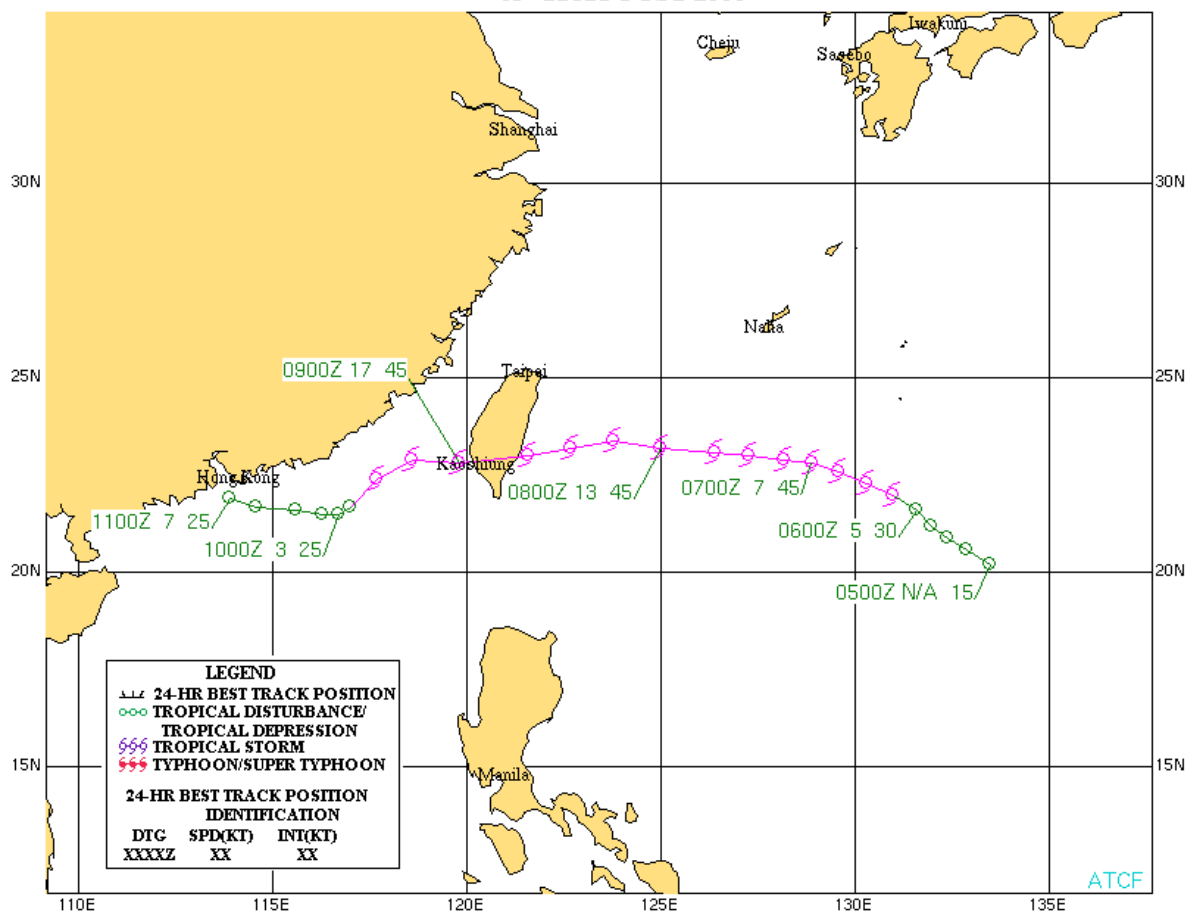 Iwakuni
Cheju
Sasebo
Shanghai
30N
30N
Naha
0900Z 17 45
Taipai
25N
25N
Kaohsiung
Hong Kong
0800Z 13 45
0700Z 7 45
1100Z 7 25
1000Z 3 25
0600Z 5 30
20N
20N
0500Z N/A 15
LEGEND
24-HR BEST TRACK POSITION
TROPICAL DISTURBANCE/
TROPICAL DEPRESSION
TROPICAL STORM
TYPHOON/SUPER TYPHOON
24-HR BEST TRACK POSITION
IDENTIFICATION
DTG SPD(KT) INT(KT)
XXXXZ XX XX
15N
15N
Manila
ATCF
110E 115E 120E 125E 130E 135E